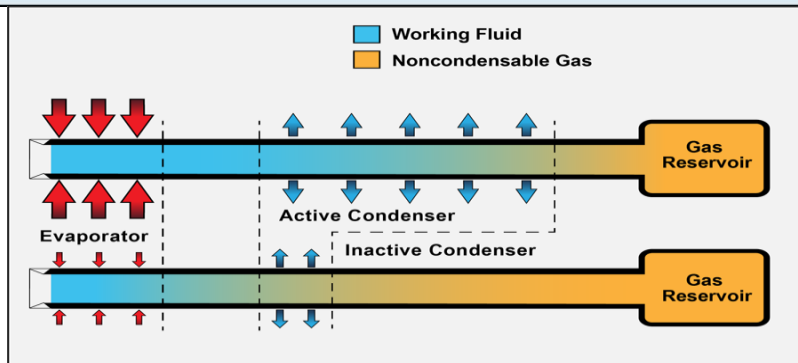 Working Fluid
Noncondensable Gas
Gas
Reservoir
Active Condenser
Evaporator
Inactive Condenser
Gas
Reservoir